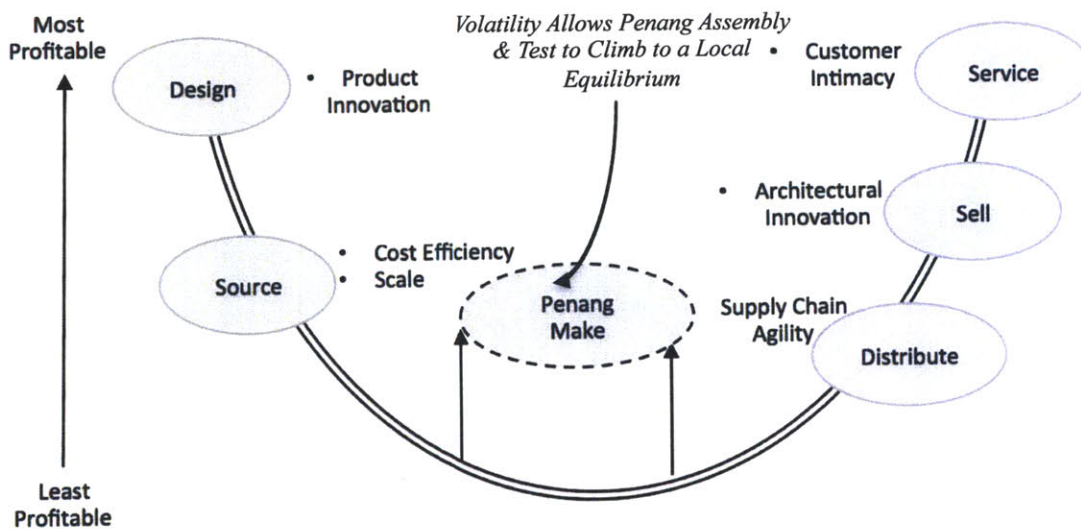 Most
Profitable
Volatility Allows Penang Assembly
& Test to Climb to a Local
Equilibrium
• Customer
Intimacy
Service
Design
• Product
Innovation
• Architectural
Innovation
Sell
Source
• Cost Efficiency
• Scale
Penang
Make
Supply Chain
Agility
Distribute
Least
Profitable